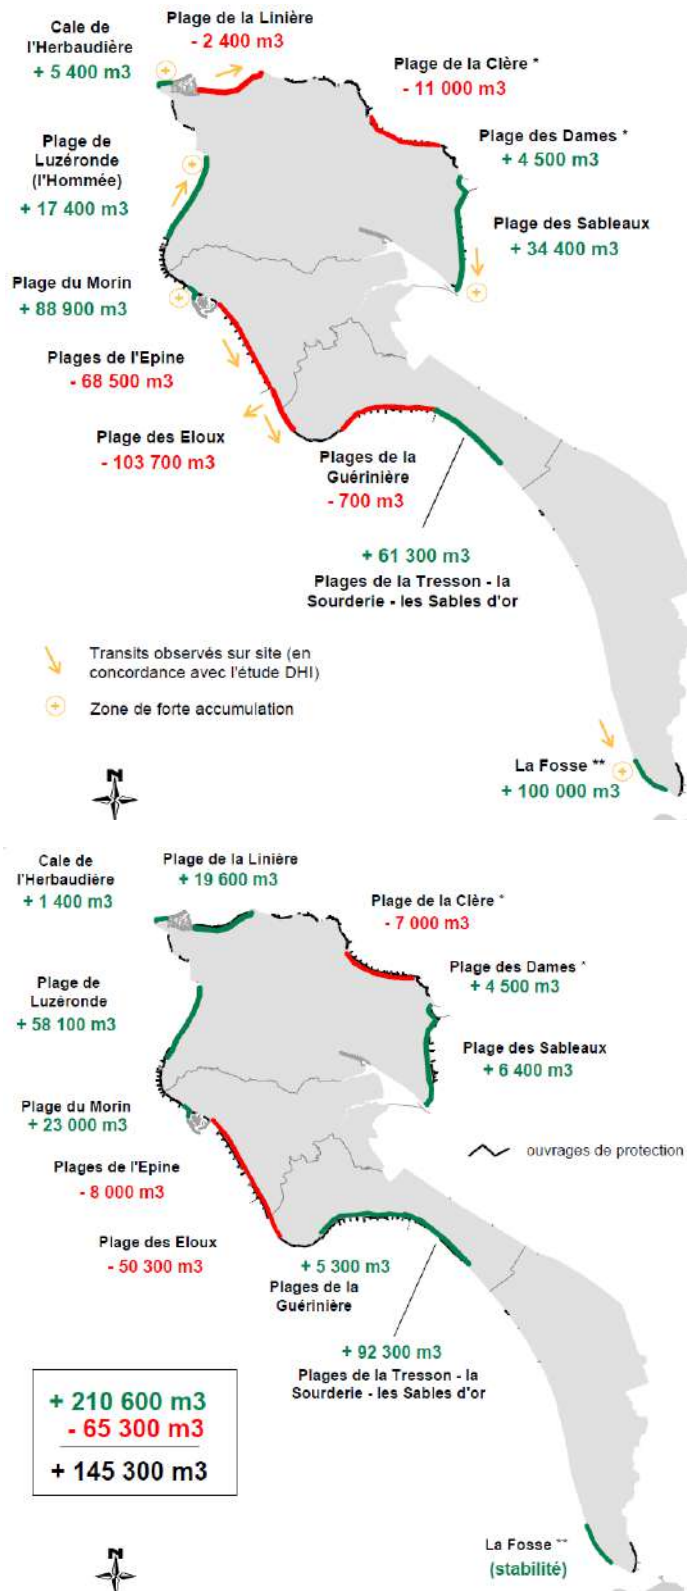 Plage de la Linière
- 2 400 m3
Cale de
l'Herbaudière
+ 5 400 m3
Plage de la Clère *
- 11 000 m3
Plage des Dames *
+ 4 500 m3
Plage de
Luzéronde
(l'Hommée)
+ 17 400 m3
Plage des Sableaux
+ 34 400 m3
Plage du Morin
+ 88 900 m3
Plages de l'Epine
- 68 500 m3
Plage des Eloux
- 103 700 m3
Plages de la
Guérinière
- 700 m3
+ 61 300 m3
Plages de la Tresson - la
Sourderie - les Sables d'or
Transits observés sur site (en
concordance avec l'étude DHI)
Zone de forte accumulation
La Fosse **
+ 100 000 m3
N
Cale de
l'Herbaudière
+ 1 400 m3
Plage de la Linière
+ 19 600 m3
Plage de la Clère *
- 7 000 m3
Plage des Dames *
+ 4 500 m3
Plage de
Luzéronde
+ 58 100 m3
Plage des Sableaux
+ 6 400 m3
Plage du Morin
+ 23 000 m3
ouvrages de protection
Plages de l'Epine
- 8 000 m3
Plage des Eloux
- 50 300 m3
+ 5 300 m3
Plages de la
Guérinière
+ 92 300 m3
Plages de la Tresson - la
Sourderie - les Sables d'or
+ 210 600 m3
- 65 300 m3
+ 145 300 m3
La Fosse **
(stabilité)
N